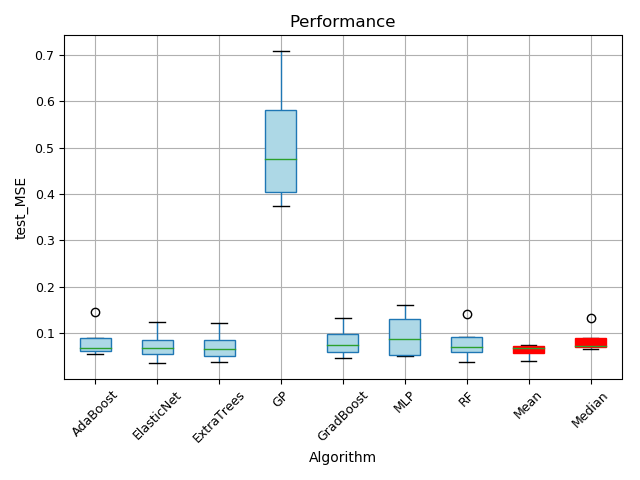 Performance
test_MSE
0.7
0.6
0.5
0.4
0.3
0.2
0.1
AdaBoost
ElasticNet
ExtraTrees
GP
GradBoost
MLP
RF
Mean
Median
Algorithm